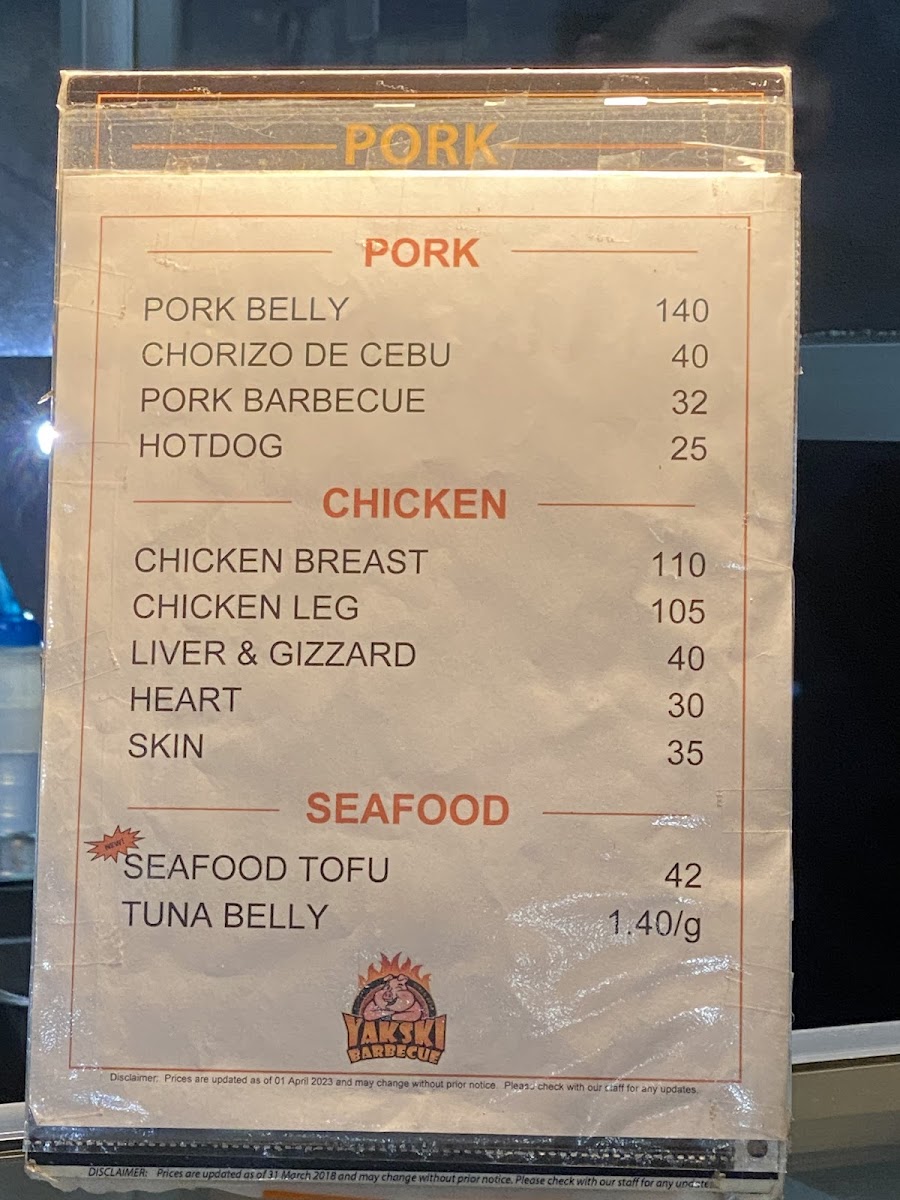 PORK
PORK
PORK BELLY 140
CHORIZO DE CEBU 40
PORK BARBECUE 32
HOTDOG 25
CHICKEN
CHICKEN BREAST 110
CHICKEN LEG 105
LIVER & GIZZARD 40
HEART 30
SKIN 35
SEAFOOD
NEW!
SEAFOOD TOFU 42
TUNA BELLY 1.40/g
YAKSKI
BARBECUE
Disclaimer: Prices are updated as of 01 April 2023 and may change without prior notice. Please check with our staff for any updates.
DISCLAIMER: Prices are updated as of 31 March 2018 and may change without prior notice. Please check with our staff for any update